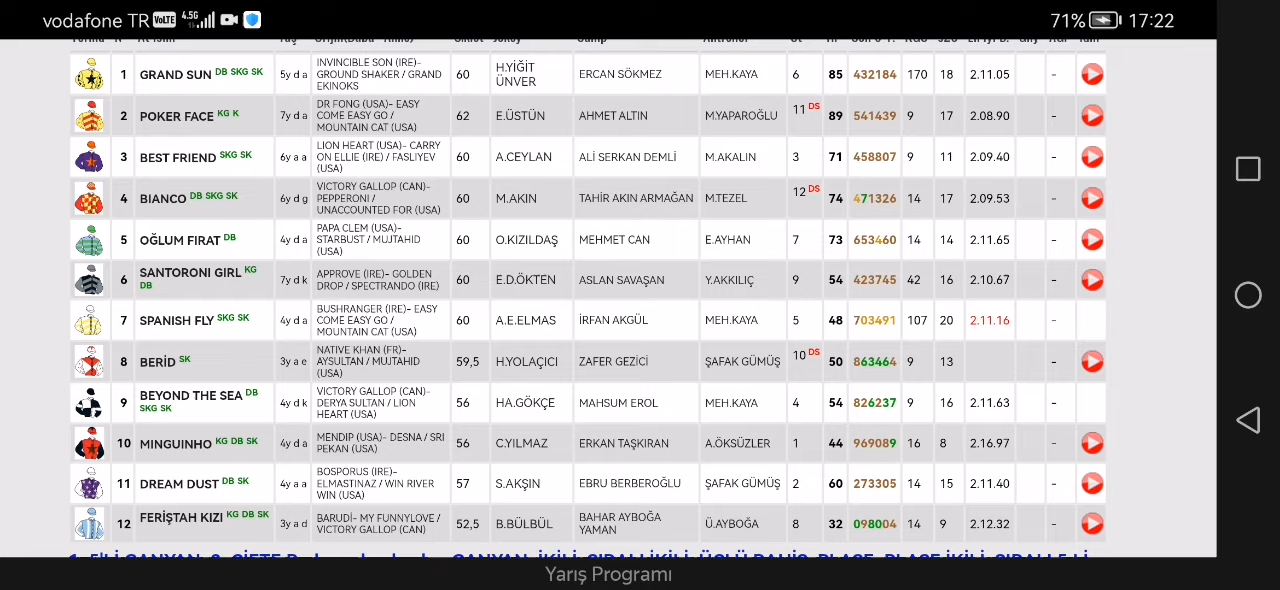 vodafone TR VoLTE 4.5G 71% 17:22
1 GRAND SUN DB SKG SK 5y d a INVINCIBLE SON (IRE)- GROUND SHAKER / GRAND EKINOKS 60 H.YİĞİT ÜNVER ERCAN SÖKMEZ MEH.KAYA 6 85 432184 170 18 2.11.05 -
2 POKER FACE KG K 7y d a DR FONG (USA)- EASY COME EASY GO / MOUNTAIN CAT (USA) 62 E.ÜSTÜN AHMET ALTIN M.YAPAROĞLU 11 DS 89 541439 9 17 2.08.90 -
3 BEST FRIEND SKG SK 6y a a LION HEART (USA)- CARRY ON ELLIE (IRE) / FASLIYEV (USA) 60 A.CEYLAN ALİ SERKAN DEMLİ M.AKALIN 3 71 458807 9 11 2.09.40 -
4 BIANCO DB SKG SK 6y d g VICTORY GALLOP (CAN)- PEPPERONI / UNACCOUNTED FOR (USA) 60 M.AKIN TAHİR AKIN ARMAĞAN M.TEZEL 12 DS 74 471326 14 17 2.09.53 -
5 OĞLUM FIRAT DB 4y d a PAPA CLEM (USA)- STARBUST / MUJTAHID (USA) 60 O.KIZILDAŞ MEHMET CAN E.AYHAN 7 73 653460 14 14 2.11.65 -
6 SANTORONI GIRL KG DB 7y d k APPROVE (IRE)- GOLDEN DROP / SPECTRANDO (IRE) 60 E.D.ÖKTEN ASLAN SAVAŞAN Y.AKKILIÇ 9 54 423745 42 16 2.10.67 -
7 SPANISH FLY SKG SK 4y d a BUSHRANGER (IRE)- EASY COME EASY GO / MOUNTAIN CAT (USA) 60 A.E.ELMAS İRFAN AKGÜL MEH.KAYA 5 48 703491 107 20 2.11.16 -
8 BERİD SK 3y a e NATIVE KHAN (FR)- AYSULTAN / MUJTAHID (USA) 59,5 H.YOLAÇICI ZAFER GEZİCİ ŞAFAK GÜMÜŞ 10 DS 50 863464 9 13 -
9 BEYOND THE SEA DB SKG SK 4y d k VICTORY GALLOP (CAN)- DERYA SULTAN / LION HEART (USA) 56 HA.GÖKÇE MAHSUM EROL MEH.KAYA 4 54 826237 9 16 2.11.63 -
10 MINGUINHO KG DB SK 4y d a MENDIP (USA)- DESNA / SRI PEKAN (USA) 56 C.YILMAZ ERKAN TAŞKIRAN A.ÖKSÜZLER 1 44 969089 16 8 2.16.97 -
11 DREAM DUST DB SK 4y a a BOSPORUS (IRE)- ELMASTINAZ / WIN RIVER WIN (USA) 57 S.AKŞIN EBRU BERBEROĞLU ŞAFAK GÜMÜŞ 2 60 273305 14 15 2.11.40 -
12 FERİŞTAH KIZI KG DB SK 3y a d BARUDİ- MY FUNNYLOVE / VICTORY GALLOP (CAN) 52,5 B.BÜLBÜL BAHAR AYBOĞA YAMAN Ü.AYBOĞA 8 32 098004 14 9 2.12.32 -
Yarış Programı